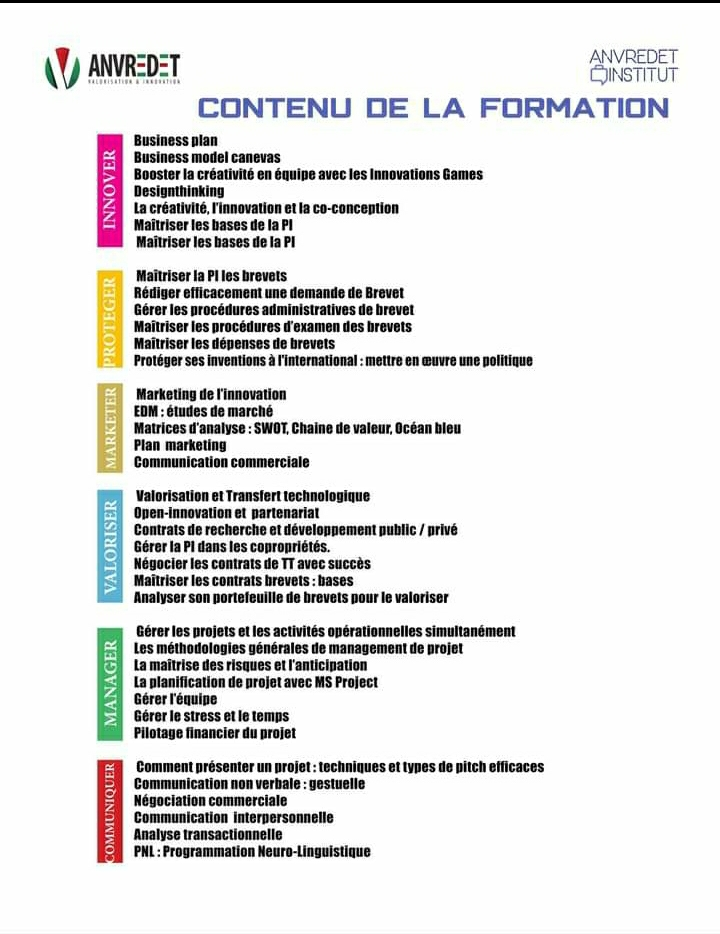 ANVREDET
VALORISATION & INNOVATION
ANVREDET
INSTITUT
CONTENU DE LA FORMATION
INNOVER
Business plan
Business model canevas
Booster la créativité en équipe avec les Innovations Games
Designthinking
La créativité, l'innovation et la co-conception
Maîtriser les bases de la PI
Maîtriser les bases de la PI
PROTEGER
Maîtriser la PI les brevets
Rédiger efficacement une demande de Brevet
Gérer les procédures administratives de brevet
Maîtriser les procédures d'examen des brevets
Maîtriser les dépenses de brevets
Protéger ses inventions à l'international : mettre en œuvre une politique
MARKETER
Marketing de l'innovation
EDM : études de marché
Matrices d'analyse : SWOT, Chaine de valeur, Océan bleu
Plan marketing
Communication commerciale
VALORISER
Valorisation et Transfert technologique
Open-innovation et partenariat
Contrats de recherche et développement public / privé
Gérer la PI dans les copropriétés.
Négocier les contrats de TT avec succès
Maîtriser les contrats brevets : bases
Analyser son portefeuille de brevets pour le valoriser
MANAGER
Gérer les projets et les activités opérationnelles simultanément
Les méthodologies générales de management de projet
La maîtrise des risques et l'anticipation
La planification de projet avec MS Project
Gérer l'équipe
Gérer le stress et le temps
Pilotage financier du projet
COMMUNIQUER
Comment présenter un projet : techniques et types de pitch efficaces
Communication non verbale : gestuelle
Négociation commerciale
Communication interpersonnelle
Analyse transactionnelle
PNL : Programmation Neuro-Linguistique